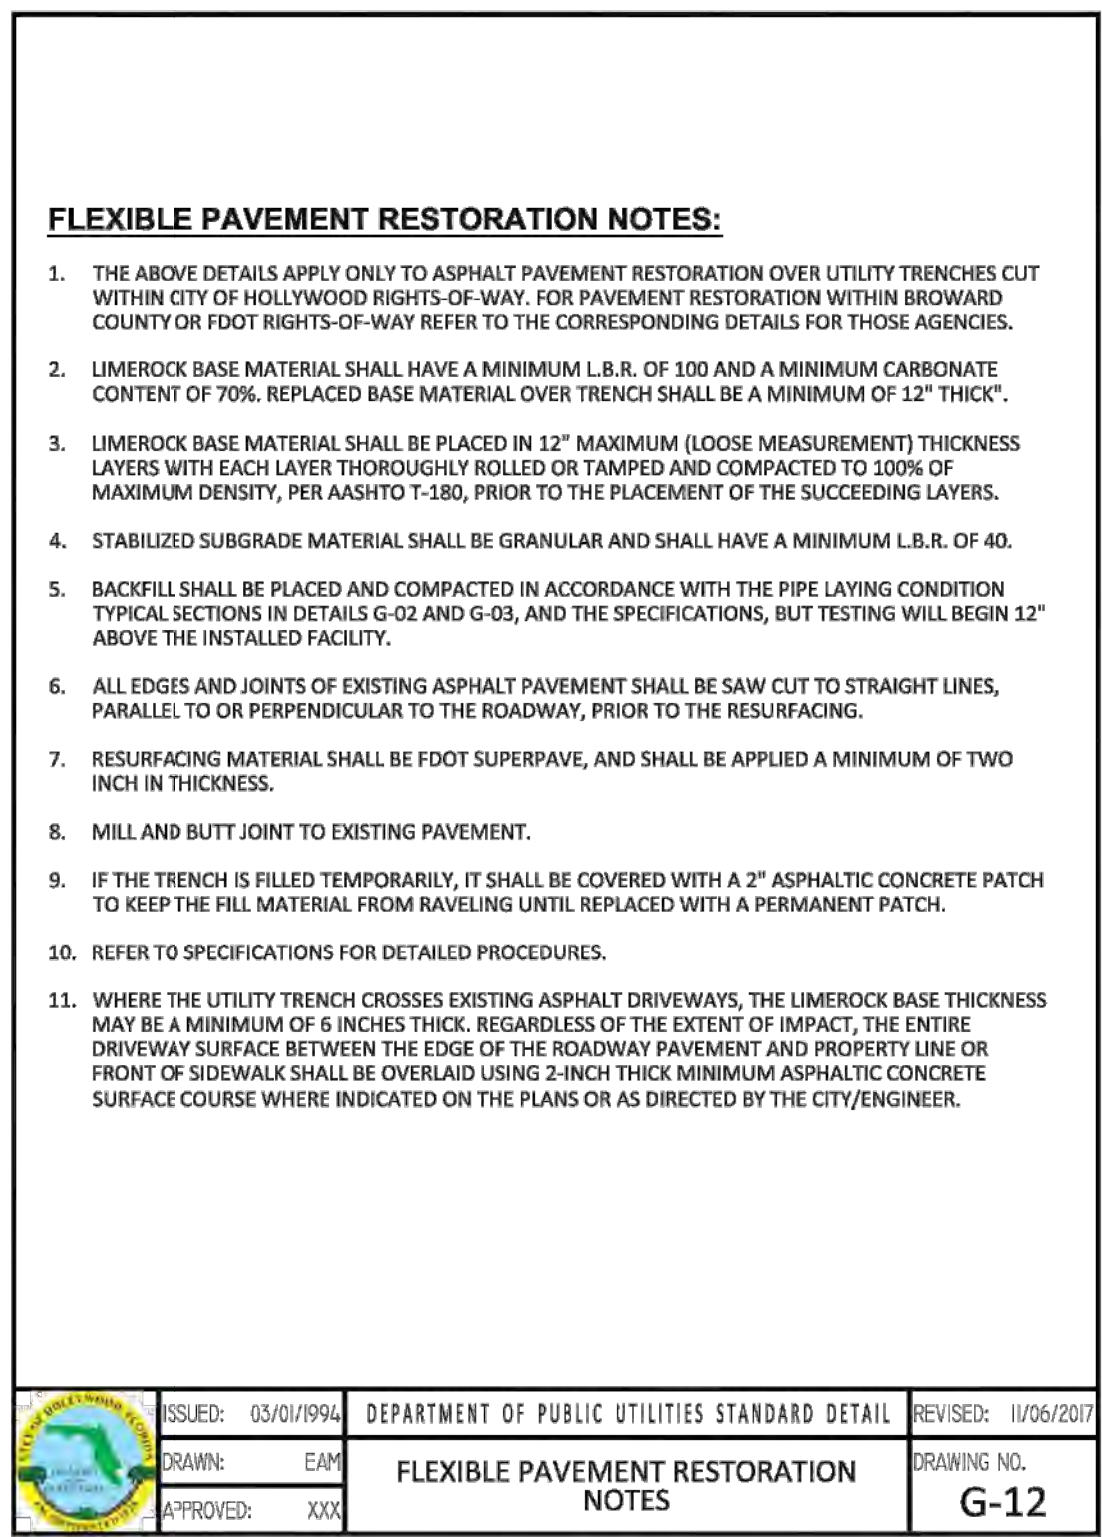 FLEXIBLE PAVEMENT RESTORATION NOTES:
1. THE ABOVE DETAILS APPLY ONLY TO ASPHALT PAVEMENT RESTORATION OVER UTILITY TRENCHES CUT
WITHIN CITY OF HOLLYWOOD RIGHTS-OF-WAY. FOR PAVEMENT RESTORATION WITHIN BROWARD
COUNTY OR FDOT RIGHTS-OF-WAY REFER TO THE CORRESPONDING DETAILS FOR THOSE AGENCIES.
2. LIMEROCK BASE MATERIAL SHALL HAVE A MINIMUM L.B.R. OF 100 AND A MINIMUM CARBONATE
CONTENT OF 70%. REPLACED BASE MATERIAL OVER TRENCH SHALL BE A MINIMUM OF 12" THICK".
3. LIMEROCK BASE MATERIAL SHALL BE PLACED IN 12" MAXIMUM (LOOSE MEASUREMENT) THICKNESS
LAYERS WITH EACH LAYER THOROUGHLY ROLLED OR TAMPED AND COMPACTED TO 100% OF
MAXIMUM DENSITY, PER AASHTO T-180, PRIOR TO THE PLACEMENT OF THE SUCCEEDING LAYERS.
4. STABILIZED SUBGRADE MATERIAL SHALL BE GRANULAR AND SHALL HAVE A MINIMUM L.B.R. OF 40.
5. BACKFILL SHALL BE PLACED AND COMPACTED IN ACCORDANCE WITH THE PIPE LAYING CONDITION
TYPICAL SECTIONS IN DETAILS G-02 AND G-03, AND THE SPECIFICATIONS, BUT TESTING WILL BEGIN 12"
ABOVE THE INSTALLED FACILITY.
6. ALL EDGES AND JOINTS OF EXISTING ASPHALT PAVEMENT SHALL BE SAW CUT TO STRAIGHT LINES,
PARALLEL TO OR PERPENDICULAR TO THE ROADWAY, PRIOR TO THE RESURFACING.
7. RESURFACING MATERIAL SHALL BE FDOT SUPERPAVE, AND SHALL BE APPLIED A MINIMUM OF TWO
INCH IN THICKNESS.
8. MILL AND BUTT JOINT TO EXISTING PAVEMENT.
9. IF THE TRENCH IS FILLED TEMPORARILY, IT SHALL BE COVERED WITH A 2" ASPHALTIC CONCRETE PATCH
TO KEEP THE FILL MATERIAL FROM RAVELING UNTIL REPLACED WITH A PERMANENT PATCH.
10. REFER TO SPECIFICATIONS FOR DETAILED PROCEDURES.
11. WHERE THE UTILITY TRENCH CROSSES EXISTING ASPHALT DRIVEWAYS, THE LIMEROCK BASE THICKNESS
MAY BE A MINIMUM OF 6 INCHES THICK. REGARDLESS OF THE EXTENT OF IMPACT, THE ENTIRE
DRIVEWAY SURFACE BETWEEN THE EDGE OF THE ROADWAY PAVEMENT AND PROPERTY LINE OR
FRONT OF SIDEWALK SHALL BE OVERLAID USING 2-INCH THICK MINIMUM ASPHALTIC CONCRETE
SURFACE COURSE WHERE INDICATED ON THE PLANS OR AS DIRECTED BY THE CITY/ENGINEER.
CITY OF HOLLYWOOD, FLORIDA
ISSUED: 03/01/1994
DRAWN: EAM
APPROVED: XXX
DEPARTMENT OF PUBLIC UTILITIES STANDARD DETAIL
FLEXIBLE PAVEMENT RESTORATION
NOTES
REVISED: 11/06/2017
DRAWING NO.
G-12